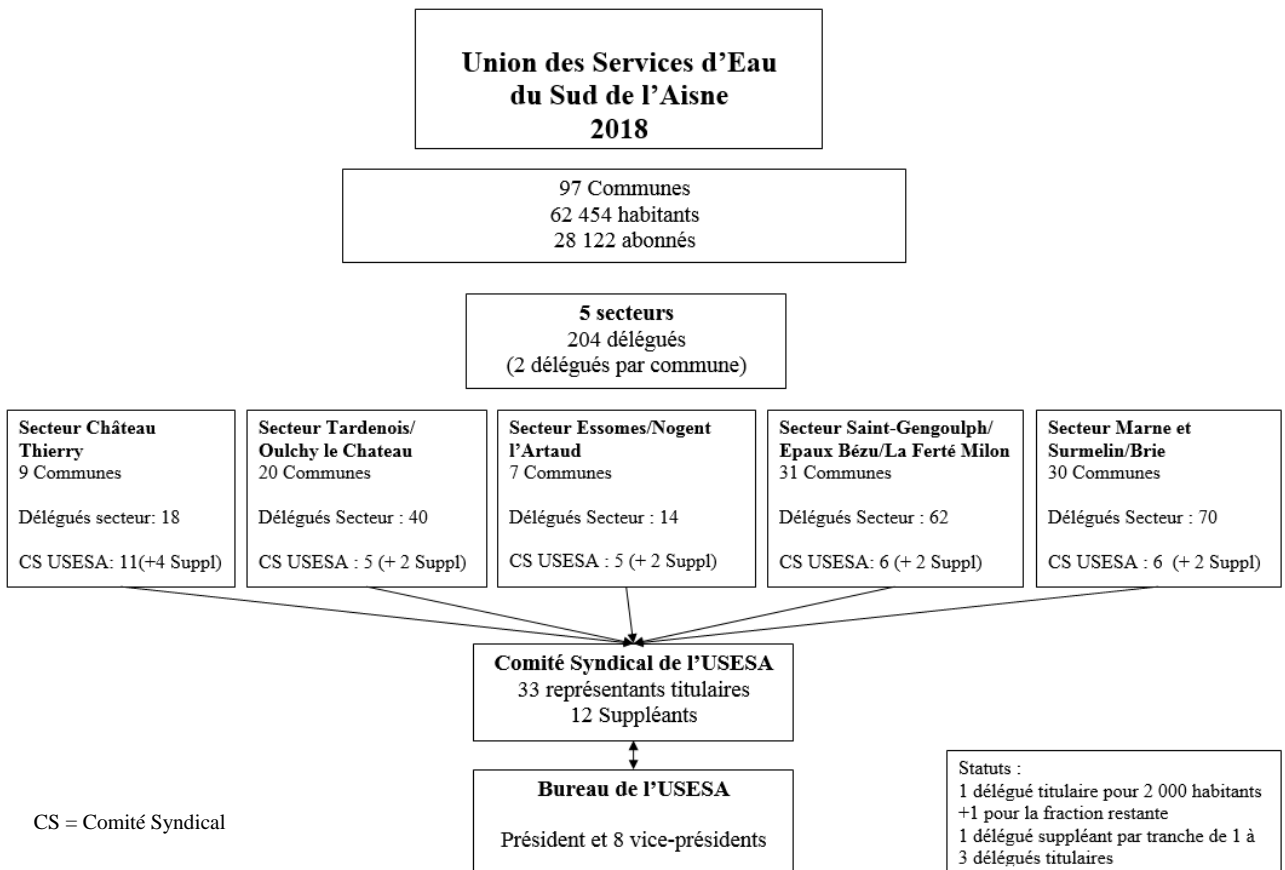 Union des Services d’Eau
du Sud de l’Aisne
2018
97 Communes
62 454 habitants
28 122 abonnés
5 secteurs
204 délégués
(2 délégués par commune)
Secteur Château
Thierry
9 Communes
Délégués secteur: 18
CS USESA: 11(+4 Suppl)
Secteur Tardenois/
Oulchy le Chateau
20 Communes
Délégués Secteur : 40
CS USESA : 5 (+ 2 Suppl)
Secteur Essomes/Nogent
l’Artaud
7 Communes
Délégués Secteur : 14
CS USESA : 5 (+ 2 Suppl)
Secteur Saint-Gengoulph/
Epaux Bézu/La Ferté Milon
31 Communes
Délégués Secteur : 62
CS USESA: 6 (+ 2 Suppl)
Secteur Marne et
Surmelin/Brie
30 Communes
Délégués Secteur : 70
CS USESA : 6 (+ 2 Suppl)
Comité Syndical de l’USESA
33 représentants titulaires
12 Suppléants
Bureau de l’USESA
Président et 8 vice-présidents
CS = Comité Syndical
Statuts :
1 délégué titulaire pour 2 000 habitants
+1 pour la fraction restante
1 délégué suppléant par tranche de 1 à
3 délégués titulaires